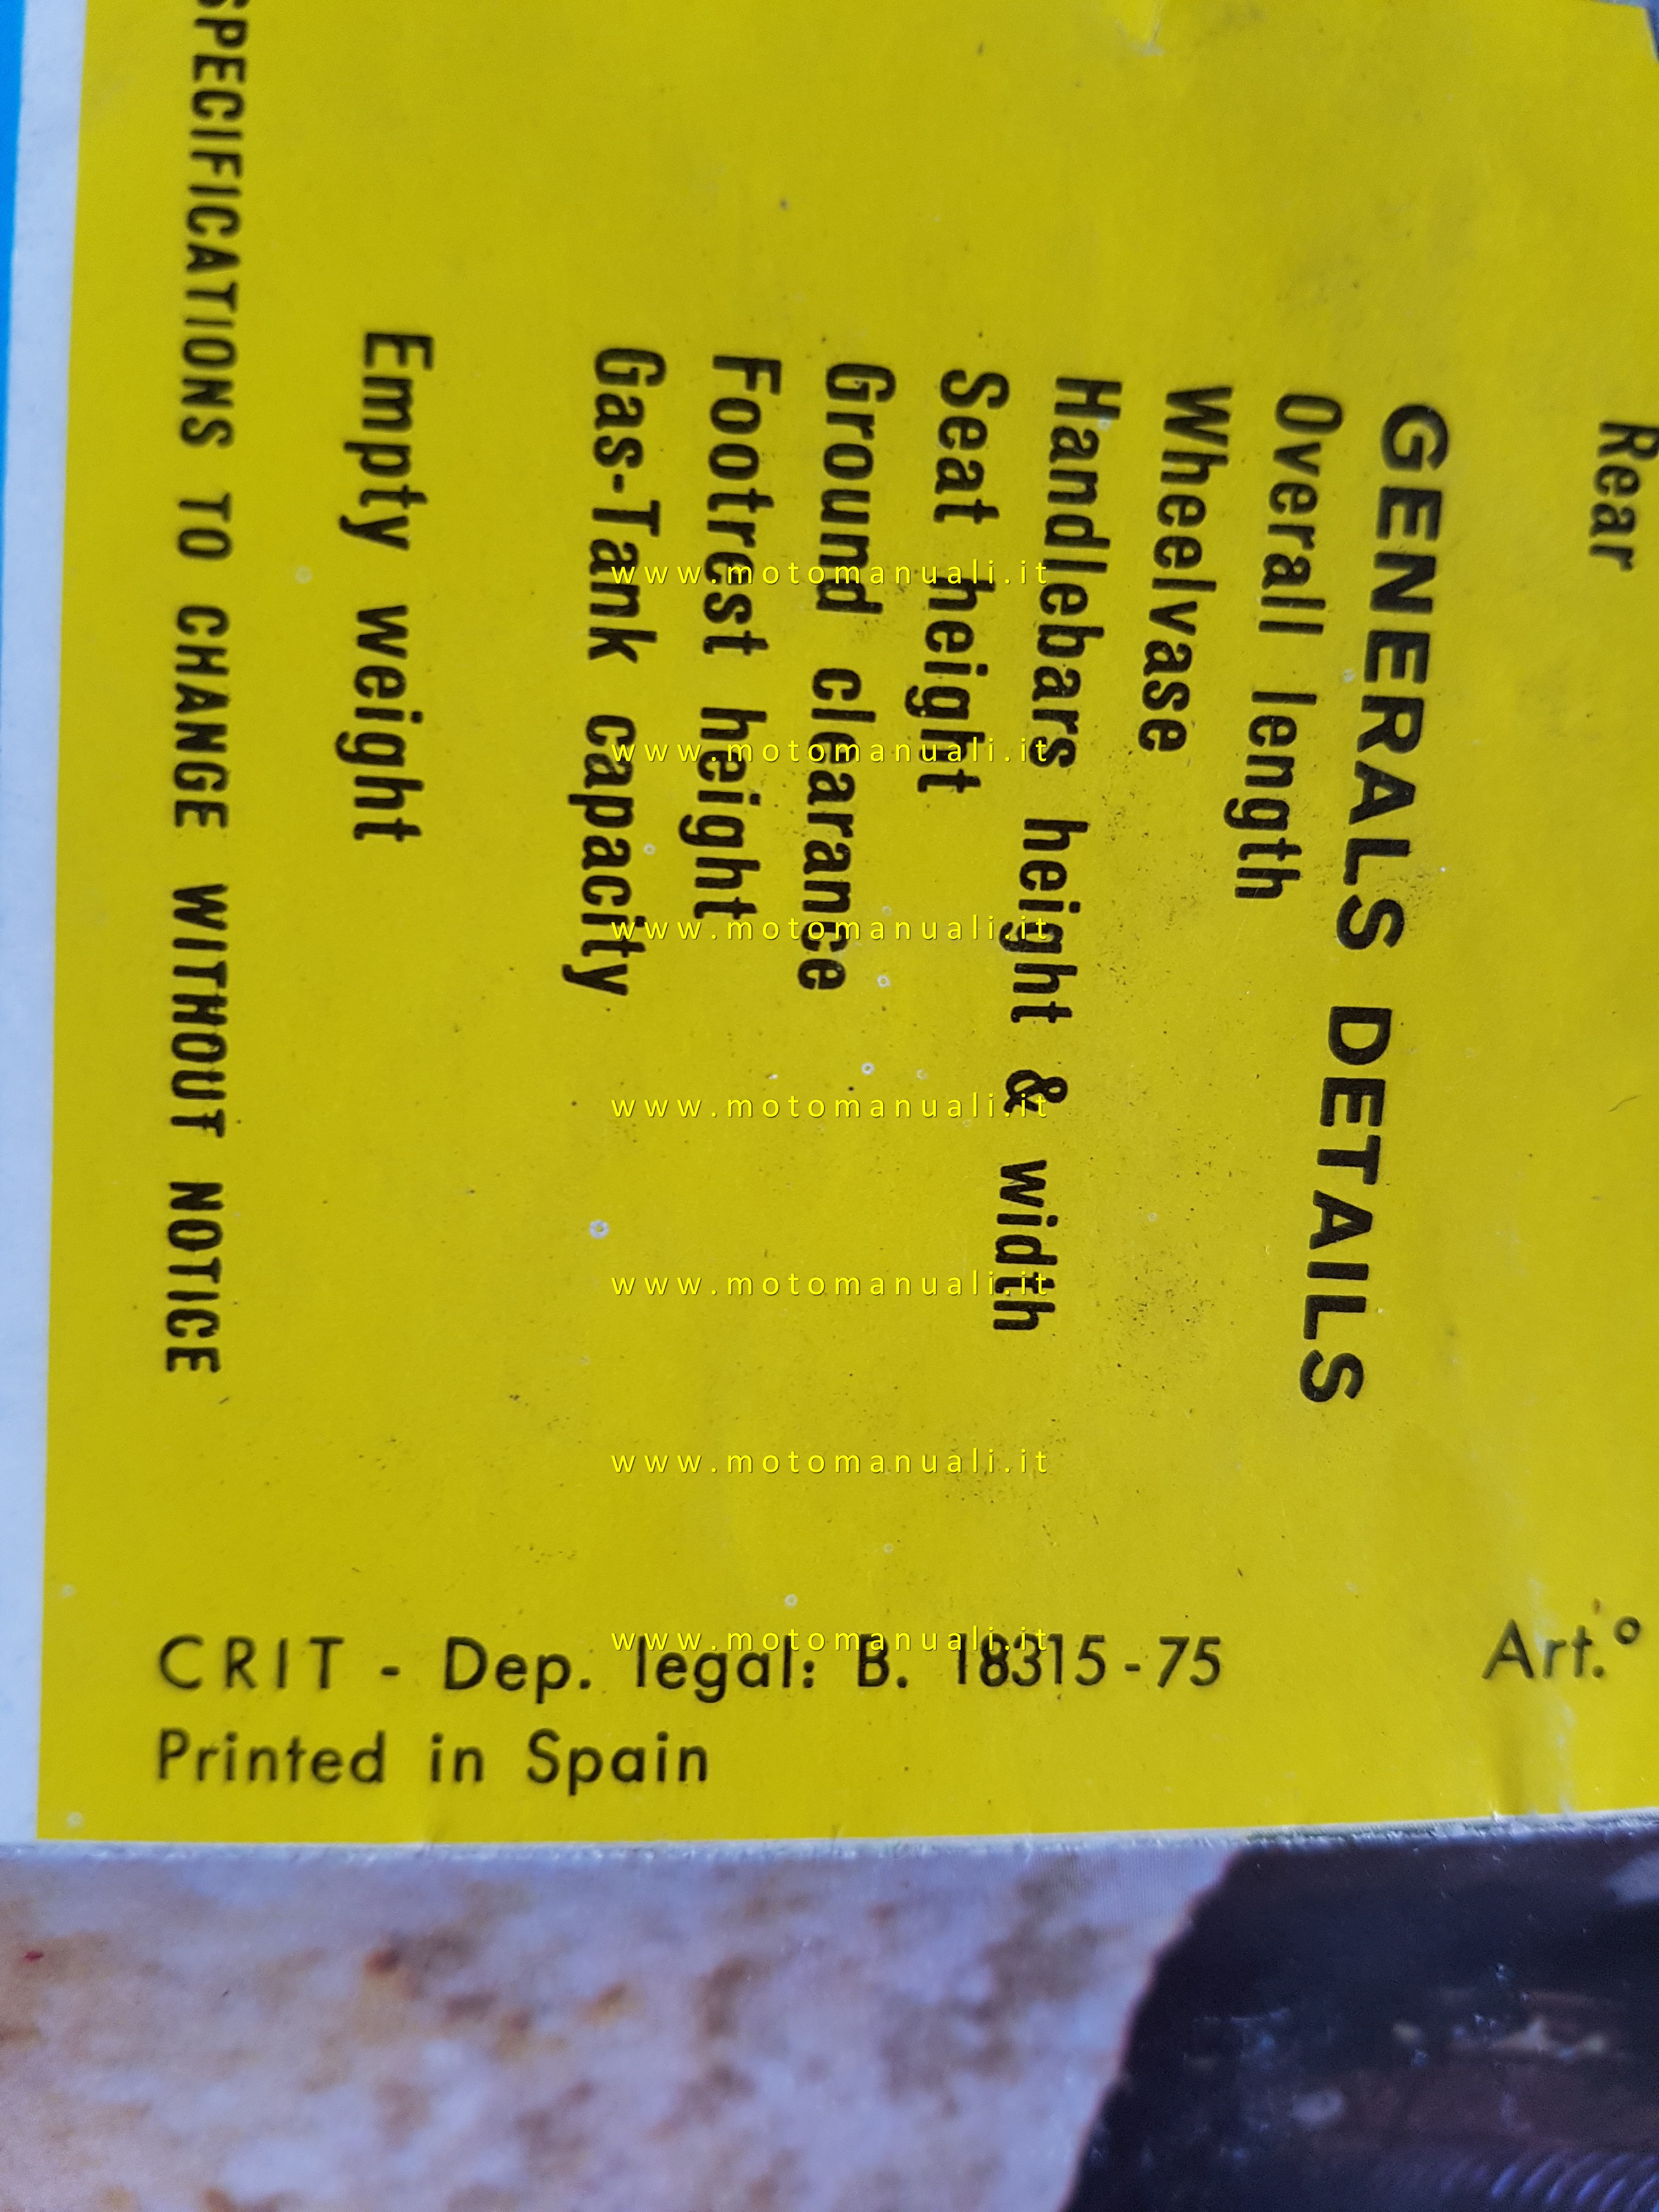 Rear
GENERALS DETAILS
Overall length
Wheelvase
Handlebars height & width
Seat height
Ground clearance
Footrest height
Gas-Tank capacity
Empty weight
SPECIFICATIONS TO CHANGE WITHOUT NOTICE
CRIT - Dep. legal: B. 18315-75
Art.º
Printed in Spain
www.motomanuali.it
www.motomanuali.it
www.motomanuali.it
www.motomanuali.it
www.motomanuali.it
www.motomanuali.it
www.motomanuali.it